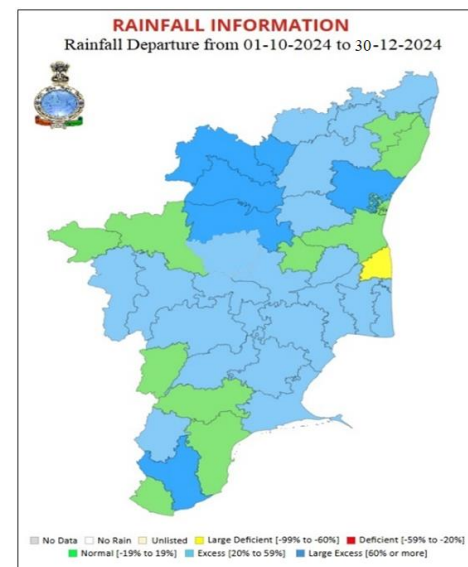 RAINFALL INFORMATION
Rainfall Departure from 01-10-2024 to 30-12-2024
No Data No Rain Unlisted Large Deficient [-99% to -60%] Deficient [-59% to -20%]
Normal [-19% to 19%] Excess [20% to 59%] Large Excess [60% or more]